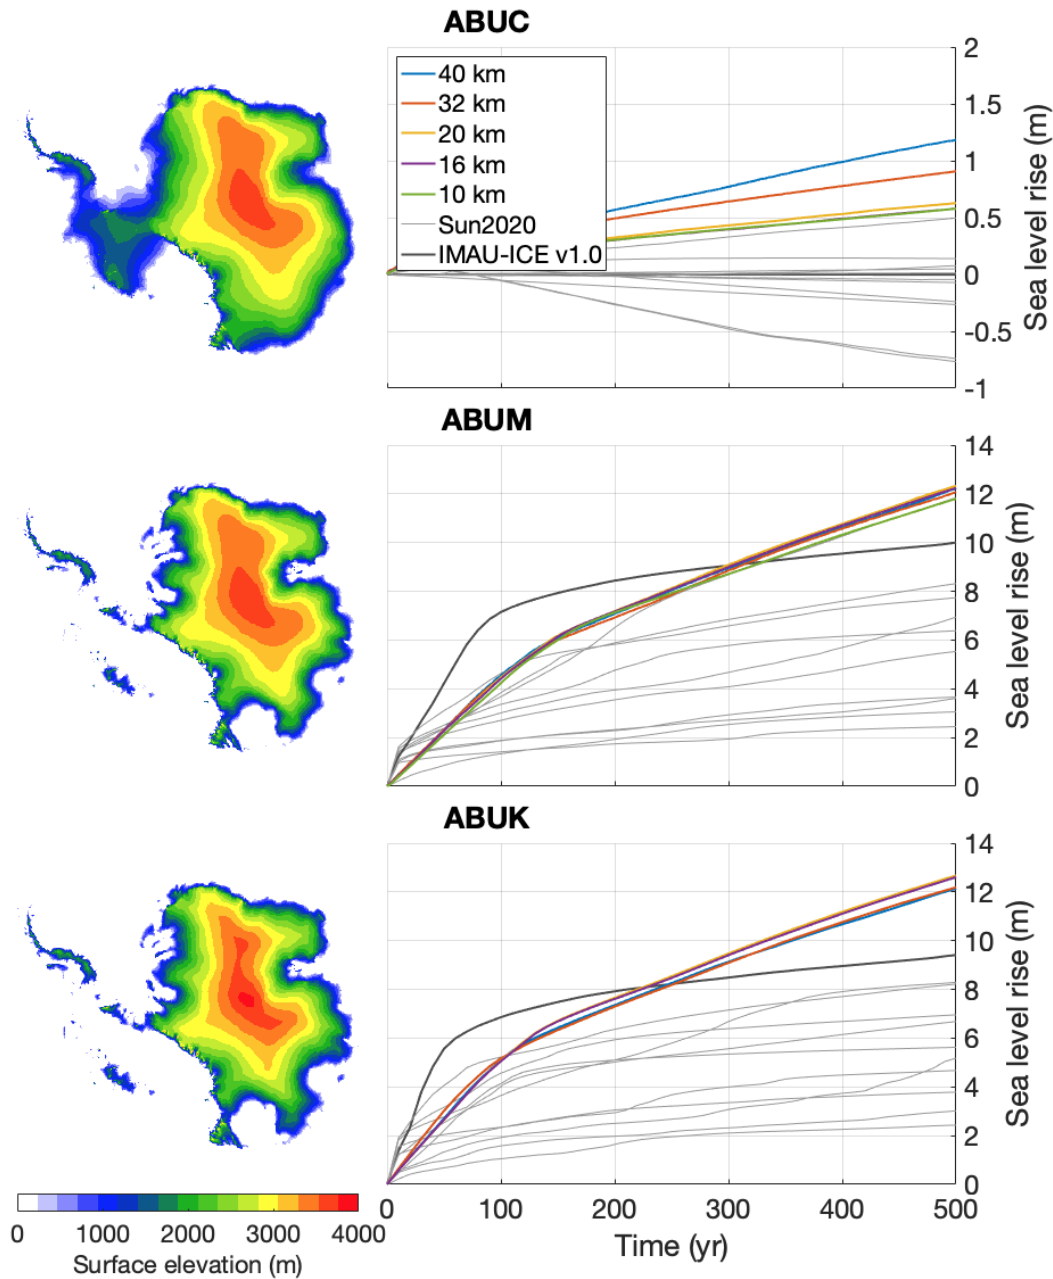 ABUC
40 km
32 km
20 km
16 km
10 km
Sun2020
IMAU-ICE v1.0
2
1.5
1
0.5
0
-0.5
-1
Sea level rise (m)
ABUM
14
12
10
8
6
4
2
0
Sea level rise (m)
ABUK
14
12
10
8
6
4
2
0
Sea level rise (m)
0 100 200 300 400 500
Time (yr)
0 1000 2000 3000 4000
Surface elevation (m)